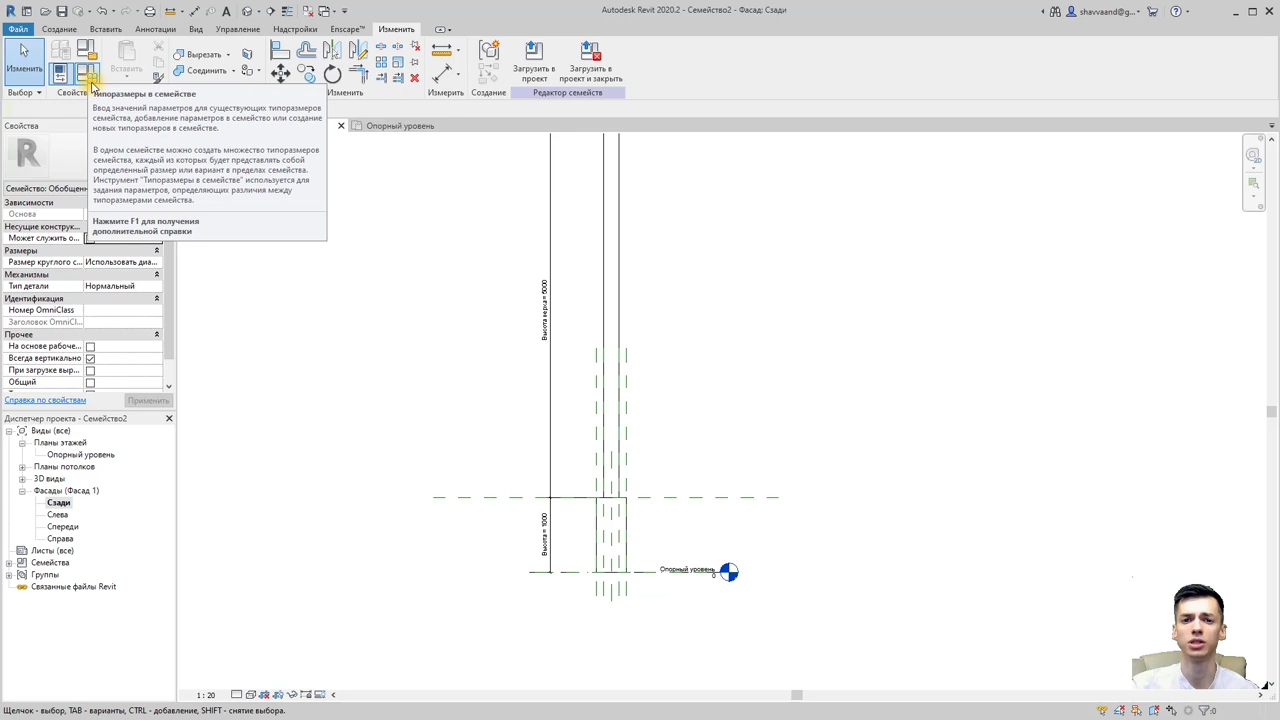 Autodesk Revit 2020.2 - Семейство2 - Фасад: Сзади
shavvaand@g...
Файл
Создание
Вставить
Аннотации
Вид
Управление
Надстройки
Enscape™
Изменить
Изменить
Вставить
Вырезать
Соединить
Загрузить в
проект
Загрузить в
проект и закрыть
Выбор
Свойств
Изменить
Измерить
Создание
Редактор семейств
Типоразмеры в семействе
Ввод значений параметров для существующих типоразмеров
семейства, добавление параметров в семейство или создание
новых типоразмеров в семействе.
В одном семействе можно создать множество типоразмеров
семейства, каждый из которых будет представлять собой
определенный размер или вариант в пределах семейства.
Инструмент "Типоразмеры в семействе" используется для
задания параметров, определяющих различия между
типоразмерами семейства.
Нажмите F1 для получения
дополнительной справки
Свойства
Опорный уровень
Семейство: Обобщенн
Зависимости
Основа
Несущие конструк...
Может служить о...
Размеры
Размер круглого с... Использовать диа...
Механизмы
Тип детали Нормальный
Идентификация
Номер OmniClass
Заголовок OmniCl...
Прочее
На основе рабоче...
Всегда вертикально
При загрузке выр...
Общий
Справка по свойствам
Применить
Диспетчер проекта - Семейство2
Виды (все)
Планы этажей
Опорный уровень
Планы потолков
3D виды
Фасады (Фасад 1)
Сзади
Слева
Спереди
Справа
Листы (все)
Семейства
Группы
Связанные файлы Revit
Высота верха = 5000
Высота = 1000
Опорный уровень
0
1 : 20
Щелчок - выбор, TAB - варианты, CTRL - добавление, SHIFT - снятие выбора.
:0